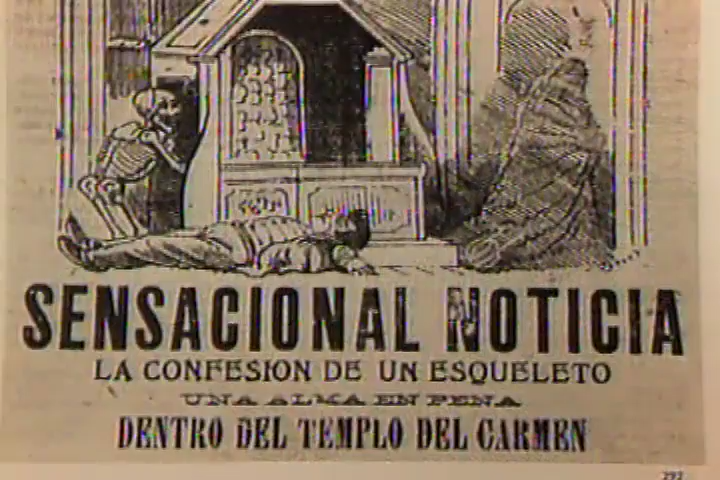 SENSACIONAL NOTICIA
LA CONFESION DE UN ESQUELETO
UNA ALMA EN PENA
DENTRO DEL TEMPLO DEL CARMEN